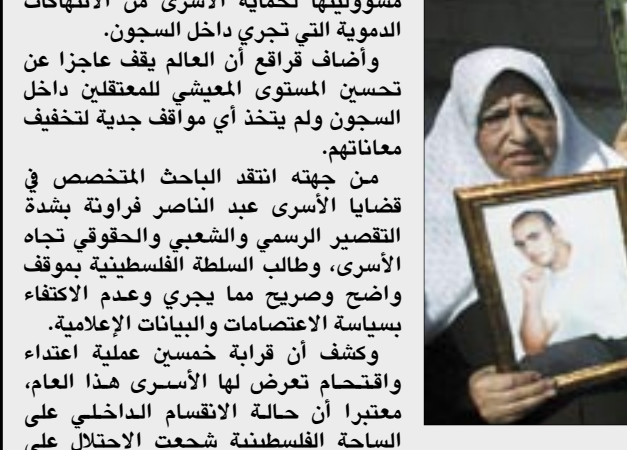 مسؤوليتها لحماية الأسرى من الانتهاكات
الدموية التي تجري داخل السجون.
وأضاف قراقع أن العالم يقف عاجزا عن
تحسين المستوى المعيشي للمعتقلين داخل
السجون ولم يتخذ أي مواقف جدية لتخفيف
معاناتهم.
من جهته انتقد الباحث المتخصص في
قضايا الأسرى عبد الناصر فراونة بشدة
التقصير الرسمي والشعبي والحقوقي تجاه
الأسرى، وطالب السلطة الفلسطينية بموقف
واضح وصريح مما يجري وعدم الاكتفاء
بسياسة الاعتصامات والبيانات الإعلامية.
وكشف أن قرابة خمسين عملية اعتداء
واقتحام تعرض لها الأسرى هذا العام،
معتبرا أن حالة الانقسام الداخلي على
الساحة الفلسطينية شجعت الاحتلال على